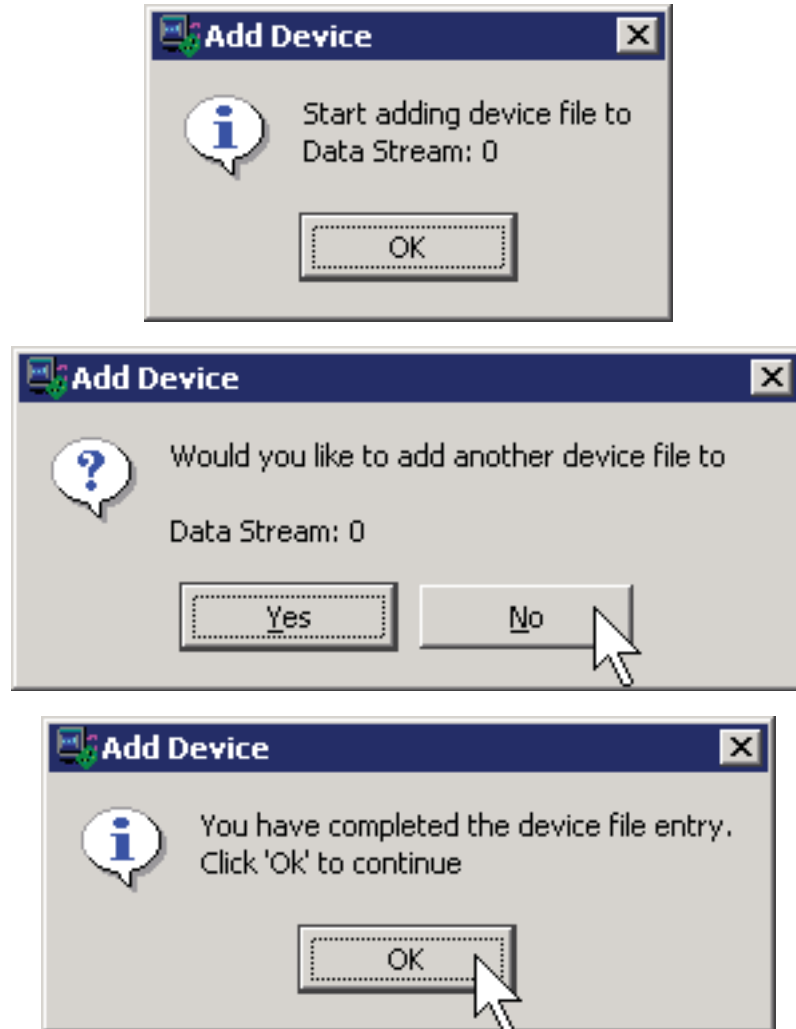 Add Device
Start adding device file to
Data Stream: 0
OK
Add Device
Would you like to add another device file to
Data Stream: 0
Yes No
Add Device
You have completed the device file entry.
Click 'Ok' to continue
OK